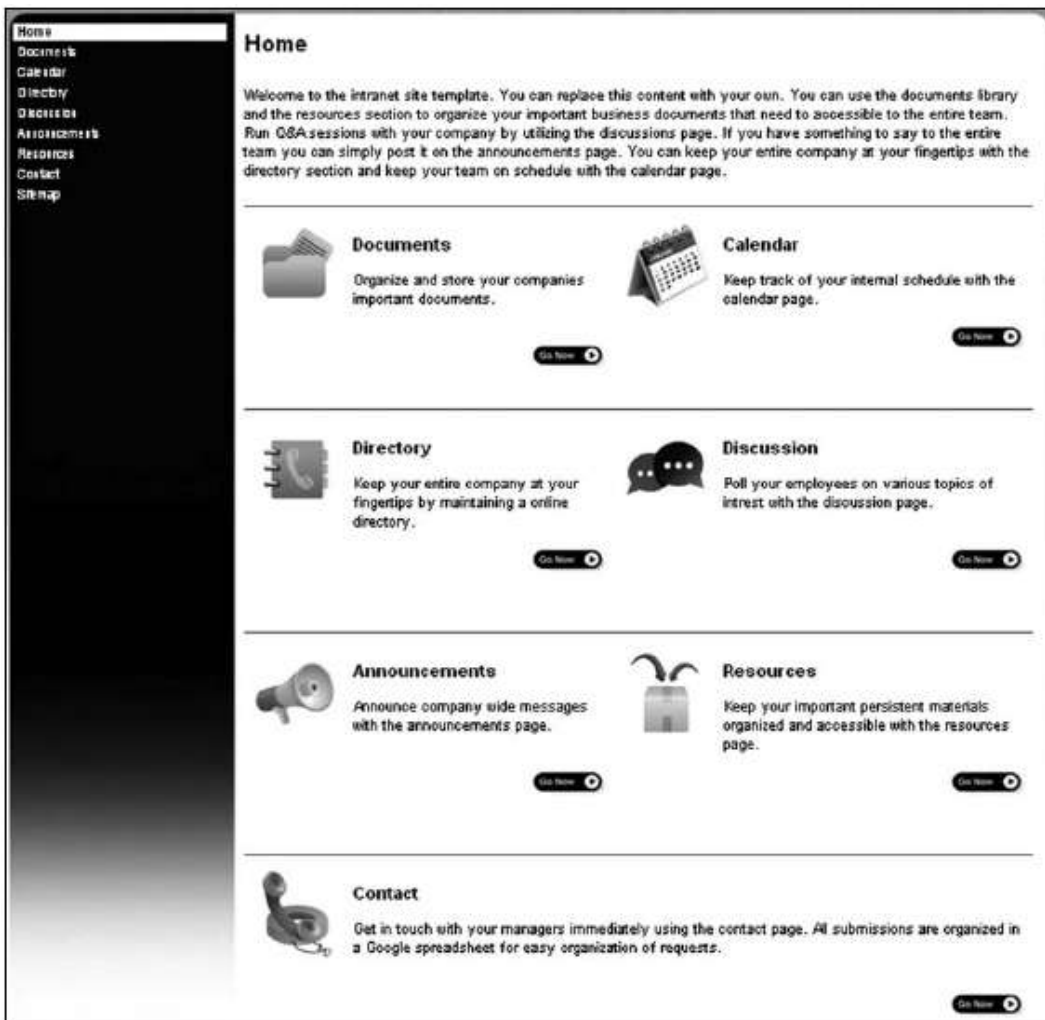 Home
Documents
Calendar
Directory
Discussion
Announcements
Resources
Contact
Sitemap
Home
Welcome to the intranet site template. You can replace this content with your own. You can use the documents library
and the resources section to organize your important business documents that need to accessible to the entire team.
Run Q&A sessions with your company by utilizing the discussions page. If you have something to say to the entire
team you can simply post it on the announcements page. You can keep your entire company at your fingertips with the
directory section and keep your team on schedule with the calendar page.
Documents
Organize and store your companies
important documents.
Go Now
Calendar
Keep track of your internal schedule with the
calendar page.
Go Now
Directory
Keep your entire company at your
fingertips by maintaining a online
directory.
Go Now
Discussion
Poll your employees on various topics of
intrest with the discussion page.
Go Now
Announcements
Announce company wide messages
with the announcements page.
Go Now
Resources
Keep your important persistent materials
organized and accessible with the resources
page.
Go Now
Contact
Get in touch with your managers immediately using the contact page. All submissions are organized in
a Google spreadsheet for easy organization of requests.
Go Now